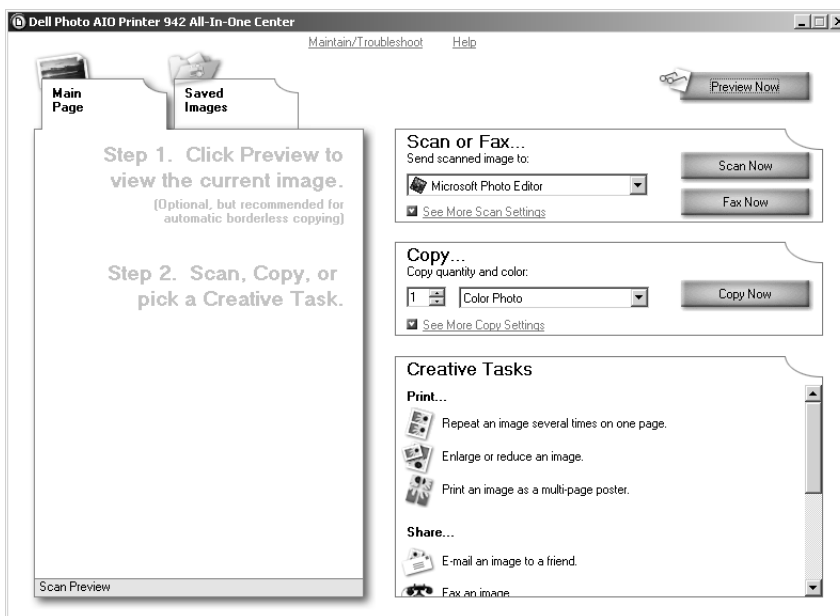 Dell Photo AIO Printer 942 All-In-One Center
Maintain/Troubleshoot Help
Main
Page
Saved
Images
Preview Now
Step 1. Click Preview to
view the current image.
(Optional, but recommended for
automatic borderless copying)
Step 2. Scan, Copy, or
pick a Creative Task.
Scan Preview
Scan or Fax...
Send scanned image to:
Microsoft Photo Editor
See More Scan Settings
Scan Now
Fax Now
Copy...
Copy quantity and color:
1 Color Photo
See More Copy Settings
Copy Now
Creative Tasks
Print...
Repeat an image several times on one page.
Enlarge or reduce an image.
Print an image as a multi-page poster.
Share...
E-mail an image to a friend.
Fax an image